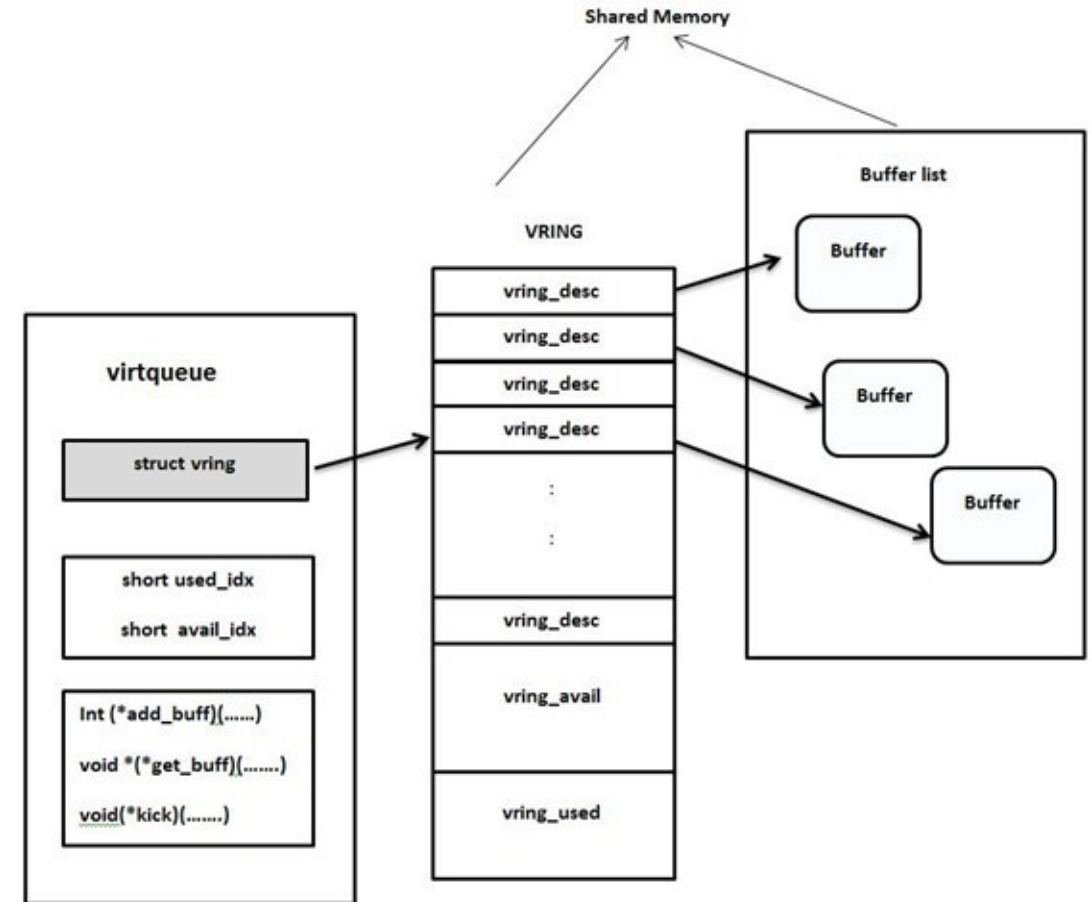 Shared Memory
virtqueue
struct vring
short used_idx
short avail_idx
Int (*add_buff)(......)
void *(*get_buff)(.......)
void(*kick)(.......)
VRING
vring_desc
vring_desc
vring_desc
vring_desc
:
:
vring_desc
vring_avail
vring_used
Buffer list
Buffer
Buffer
Buffer